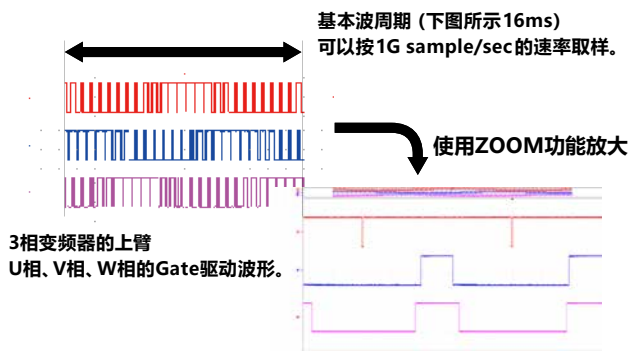 基本波周期 (下图所示16ms)
可以按1G sample/sec的速率取样。
使用ZOOM功能放大
3相变频器的上臂
U相、V相、W相的Gate驱动波形。